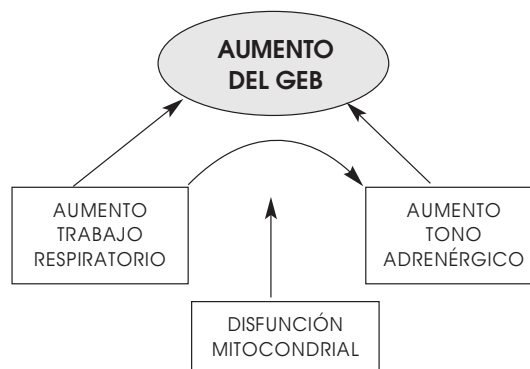 AUMENTO
DEL GEB
AUMENTO
TRABAJO
RESPIRATORIO
AUMENTO
TONO
ADRENÉRGICO
DISFUNCIÓN
MITOCONDRIAL